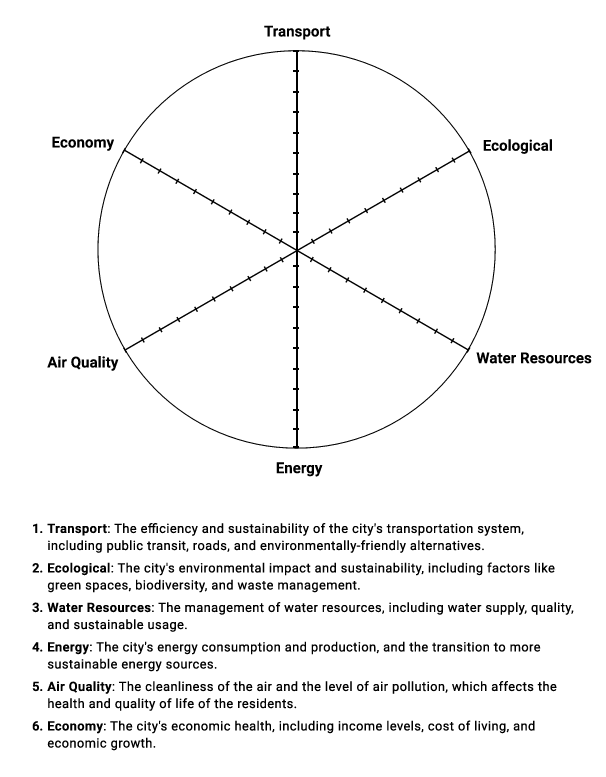 Transport
Economy
Ecological
Air Quality
Water Resources
Energy
1. Transport: The efficiency and sustainability of the city's transportation system,
including public transit, roads, and environmentally-friendly alternatives.
2. Ecological: The city's environmental impact and sustainability, including factors like
green spaces, biodiversity, and waste management.
3. Water Resources: The management of water resources, including water supply, quality,
and sustainable usage.
4. Energy: The city's energy consumption and production, and the transition to more
sustainable energy sources.
5. Air Quality: The cleanliness of the air and the level of air pollution, which affects the
health and quality of life of the residents.
6. Economy: The city's economic health, including income levels, cost of living, and
economic growth.